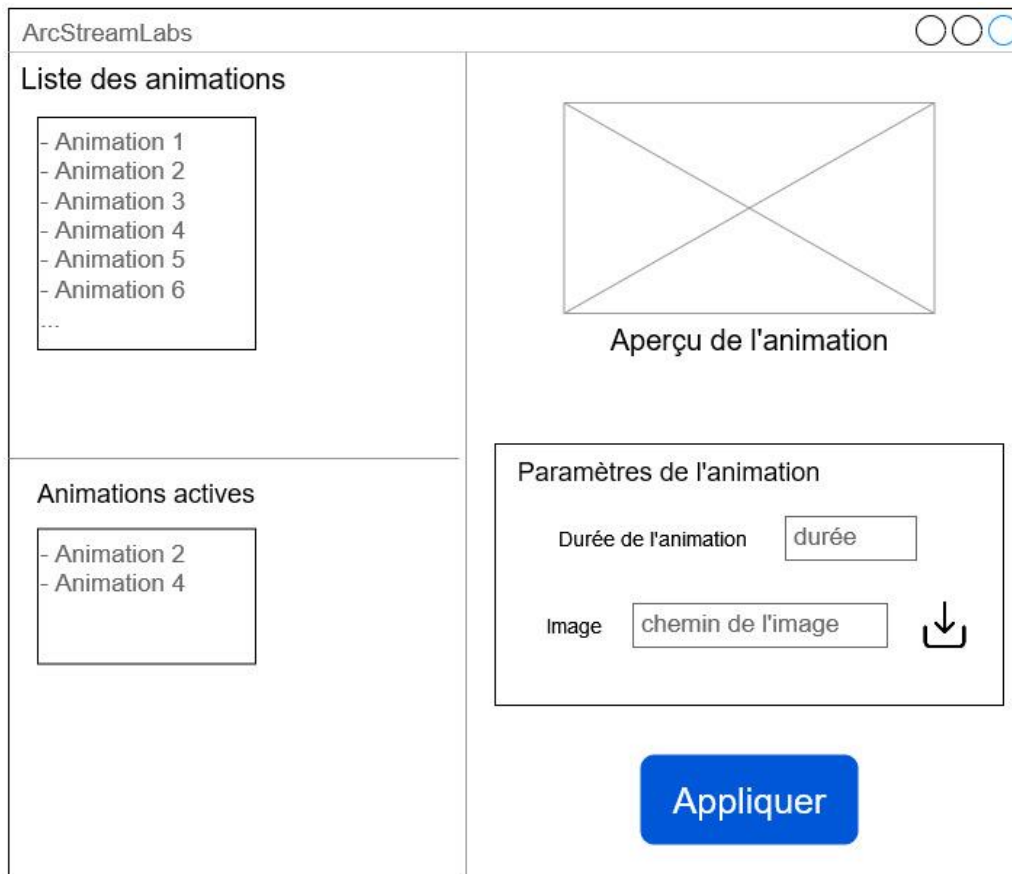 ArcStreamLabs
Liste des animations
- Animation 1
- Animation 2
- Animation 3
- Animation 4
- Animation 5
- Animation 6
...
Animations actives
- Animation 2
- Animation 4
Aperçu de l'animation
Paramètres de l'animation
Durée de l'animation durée
Image chemin de l'image
Appliquer